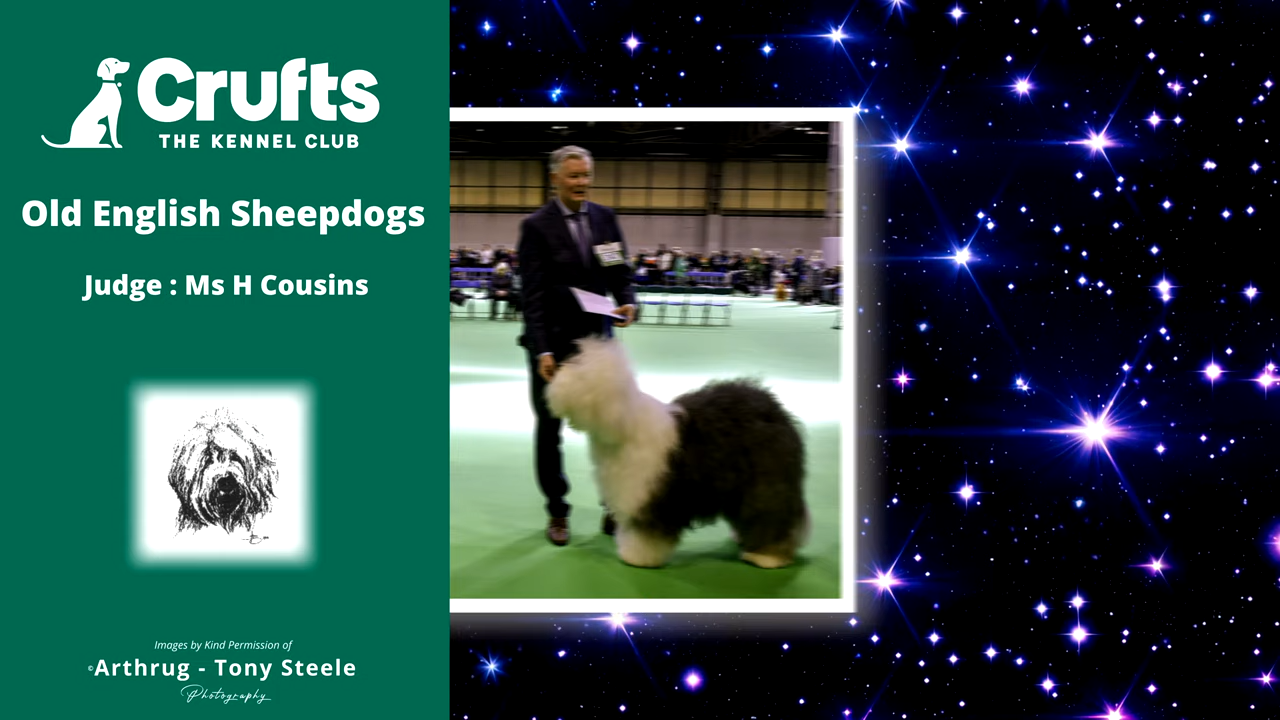 Crufts
THE KENNEL CLUB
Old English Sheepdogs
Judge : Ms H Cousins
Images by Kind Permission of
©Arthrug - Tony Steele
Photography